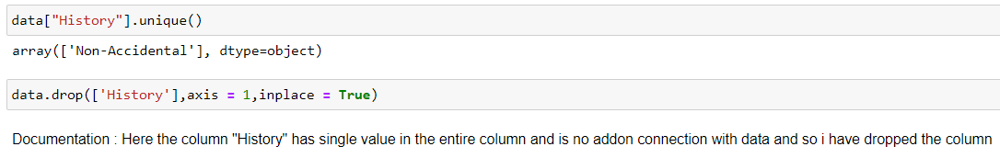 data["History"].unique()
array(['Non-Accidental'], dtype=object)
data.drop(['History'],axis = 1,inplace = True)
Documentation : Here the column "History" has single value in the entire column and is no addon connection with data and so i have dropped the column